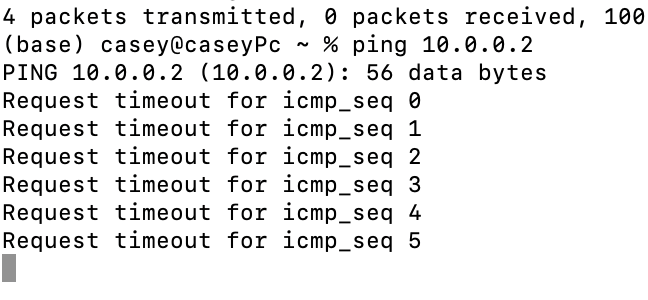 4 packets transmitted, 0 packets received, 100
(base) casey@caseyPc ~ % ping 10.0.0.2
PING 10.0.0.2 (10.0.0.2): 56 data bytes
Request timeout for icmp_seq 0
Request timeout for icmp_seq 1
Request timeout for icmp_seq 2
Request timeout for icmp_seq 3
Request timeout for icmp_seq 4
Request timeout for icmp_seq 5